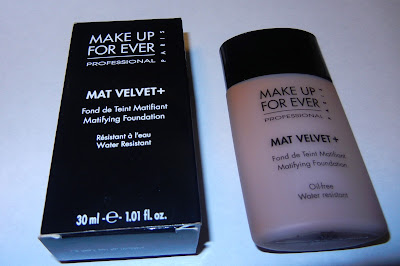 MAKE UP
FOR EVER
PROFESSIONAL
PARIS
MAT VELVET+
Fond de Teint Matifiant
Matifying Foundation
Résistant à l'eau
Water Resistant
30 ml -e- 1.01 fl. oz.
MAKE UP
FOR EVER
PROFESSIONAL
PARIS
MAT VELVET+
Fond de Teint Matifiant
Matifying Foundation
Oil-free
Water resistant